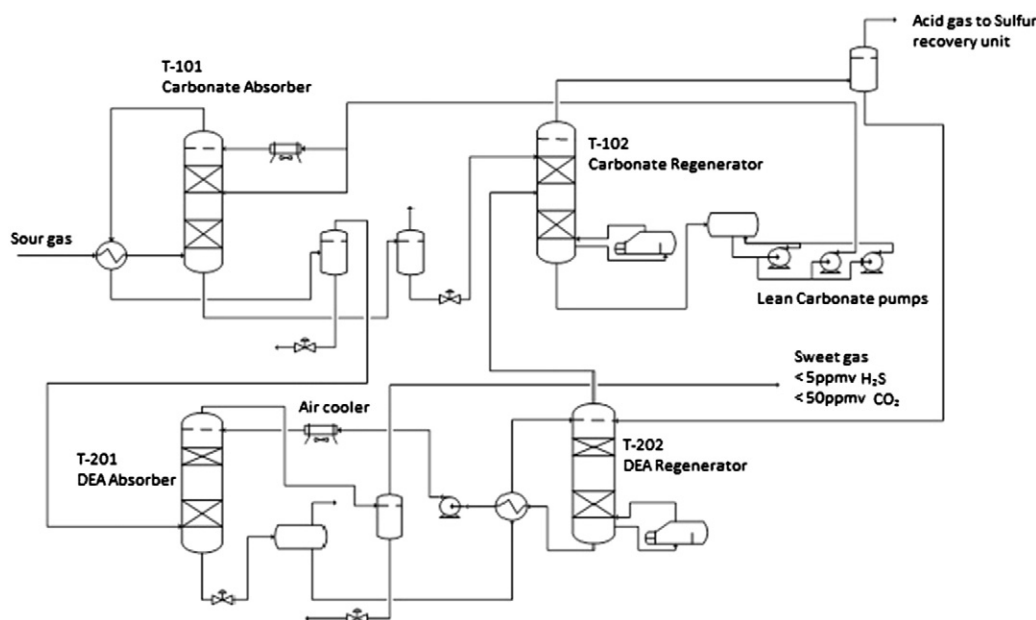 Acid gas to Sulfur
recovery unit
T-101
Carbonate Absorber
T-102
Carbonate Regenerator
Sour gas
Lean Carbonate pumps
Sweet gas
< 5ppmv H₂S
< 50ppmv CO₂
Air cooler
T-201
DEA Absorber
T-202
DEA Regenerator